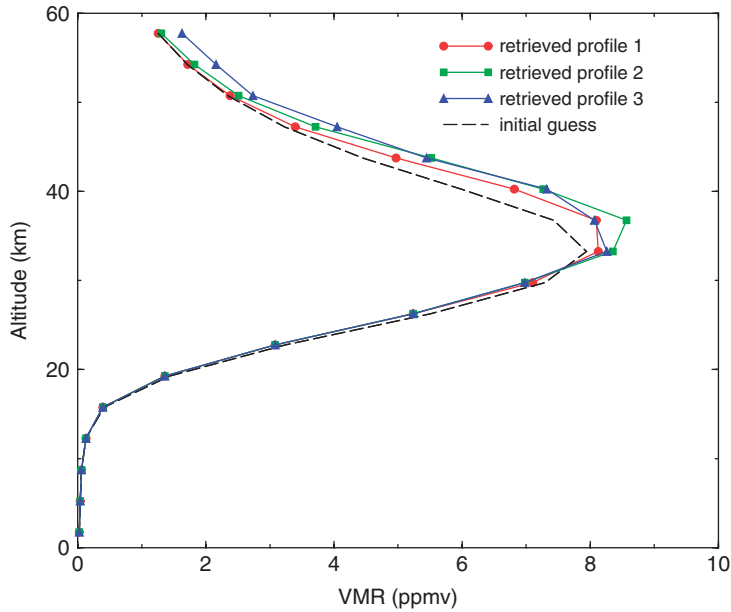 60
40
20
0
Altitude (km)
retrieved profile 1
retrieved profile 2
retrieved profile 3
initial guess
0 2 4 6 8 10
VMR (ppmv)